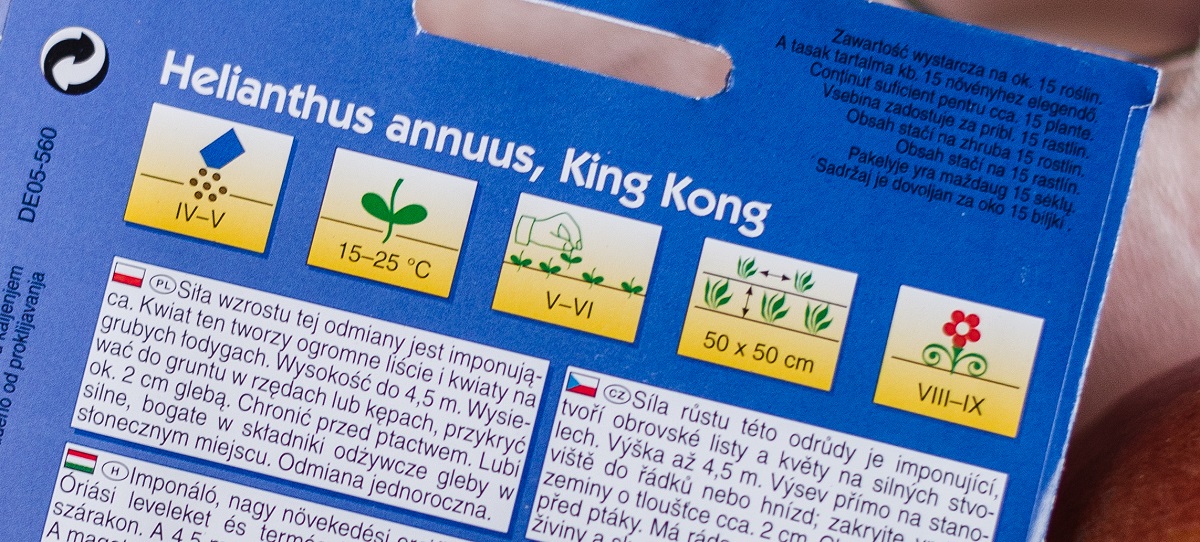 Helianthus annuus, King Kong
Zawartość wystarcza na ok. 15 roślin.
A tasak tartalma kb. 15 növényhez elegendő.
Conţinut suficient pentru cca. 15 plante.
Vsebina zadostuje za pribl. 15 rastlin.
Obsah stačí na zhruba 15 rostlin.
Obsah stačí na 15 rastlín.
Pakelyje yra maždaug 15 sėklų.
Sadržaj je dovoljan za oko 15 biljki.
DE05-560
IV–V
15–25 °C
V–VI
50 x 50 cm
VIII–IX
PL Siła wzrostu tej odmiany jest imponują-
ca. Kwiat ten tworzy ogromne liście i kwiaty na
grubych łodygach. Wysokość do 4,5 m. Wysie-
wać do gruntu w rzędach lub kępach, przykryć
ok. 2 cm glebą. Chronić przed ptactwem. Lubi
silne, bogate w składniki odżywcze gleby w
słonecznym miejscu. Odmiana jednoroczna.
CZ Síla růstu této odrůdy je imponující,
tvoří obrovské listy a květy na silných stvo-
lech. Výška až 4,5 m. Výsev přímo na stano-
viště do řádků nebo hnízd; zakryjte
zeminy o tloušťce cca. 2 cm.
před ptáky. Má
živiny a
H Imponáló, nagy növekedési
Óriási leveleket és
szárakon. A 4,5
kaljenjem
od proklijavanja